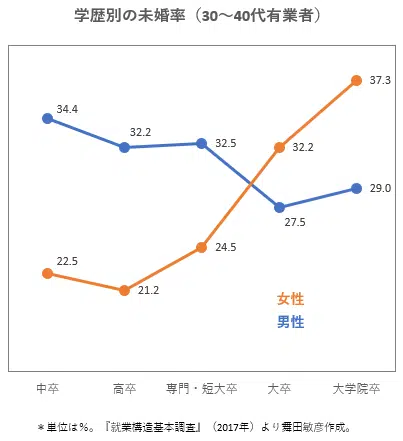 学歴別の未婚率（30～40代有業者）
34.4
32.2
32.5
32.2
37.3
29.0
27.5
24.5
22.5
21.2
女性
男性
中卒
高卒
専門・短大卒
大卒
大学院卒
＊単位は%。『就業構造基本調査』（2017年）より舞田敏彦作成。